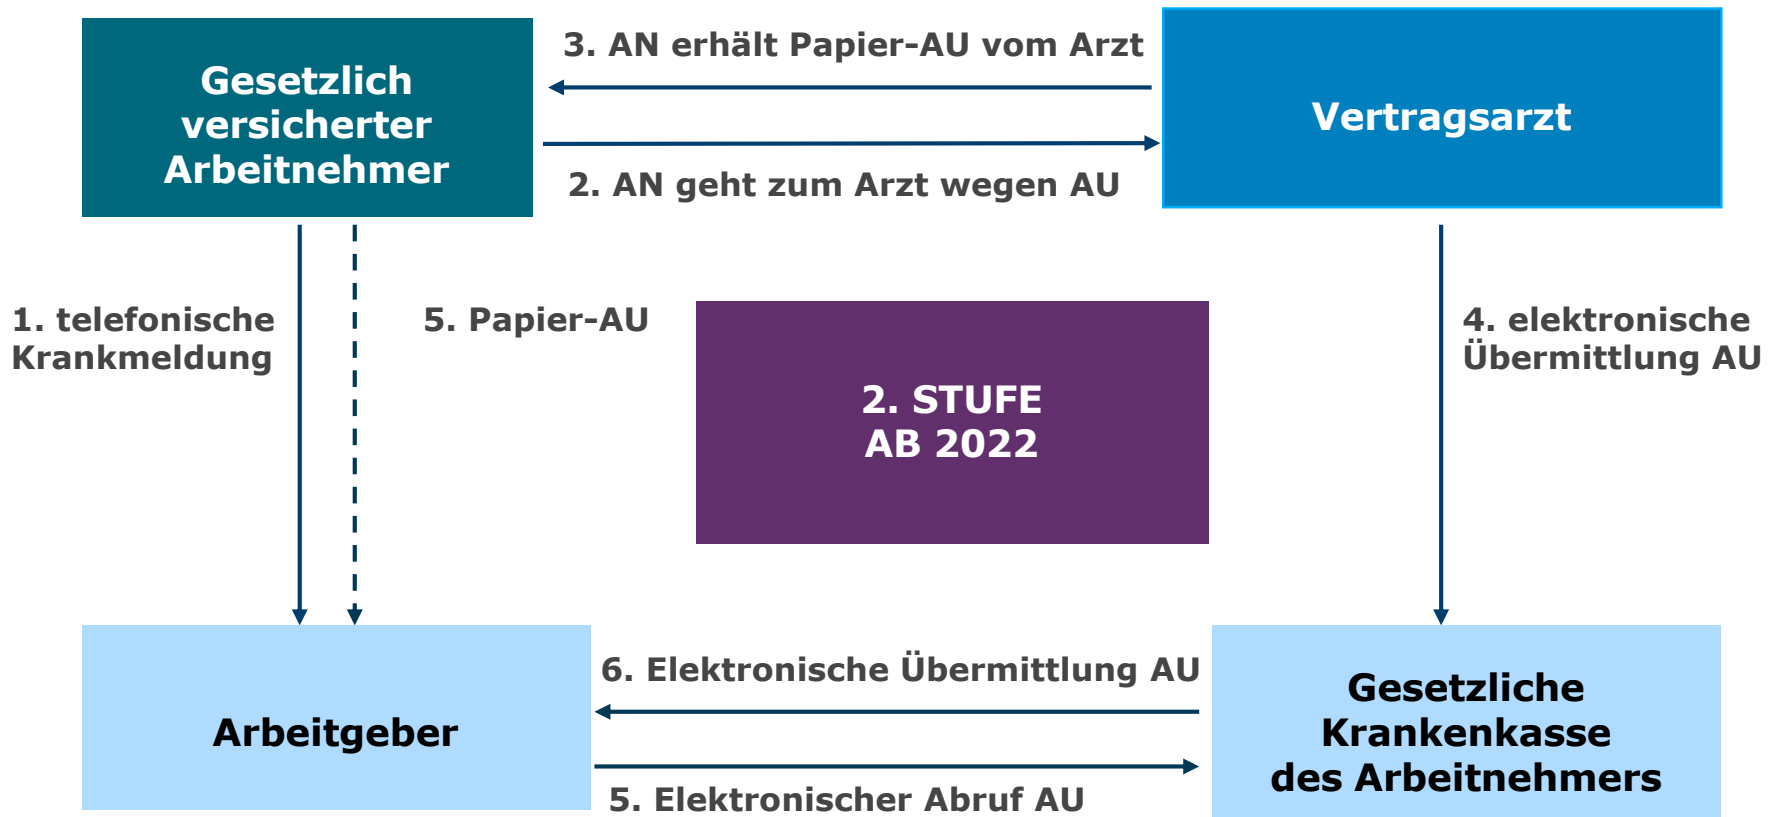 3. AN erhält Papier-AU vom Arzt
Gesetzlich
versicherter
Arbeitnehmer
Vertragsarzt
2. AN geht zum Arzt wegen AU
1. telefonische
Krankmeldung
5. Papier-AU
4. elektronische
Übermittlung AU
2. STUFE
AB 2022
6. Elektronische Übermittlung AU
Arbeitgeber
Gesetzliche
Krankenkasse
des Arbeitnehmers
5. Elektronischer Abruf AU